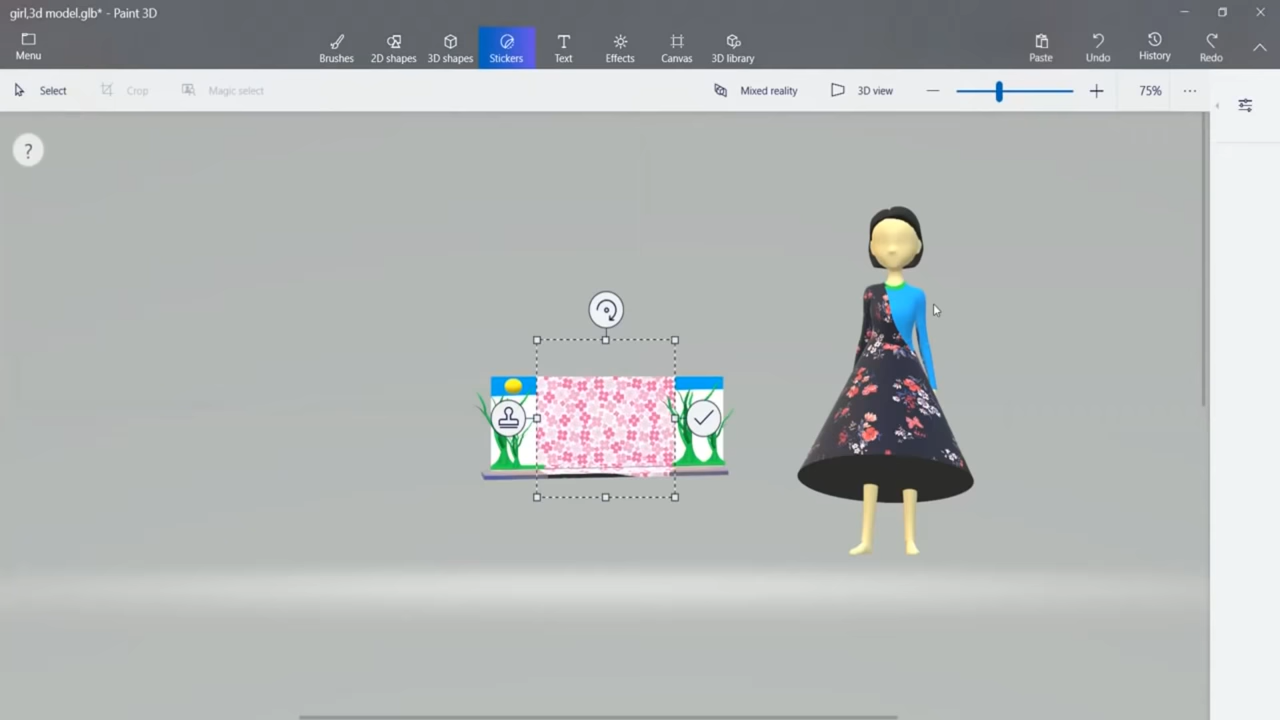 girl,3d model.glb* - Paint 3D
Menu
Brushes
2D shapes
3D shapes
Stickers
Text
Effects
Canvas
3D library
Paste
Undo
History
Redo
Select
Crop
Magic select
Mixed reality
3D view
75%
?